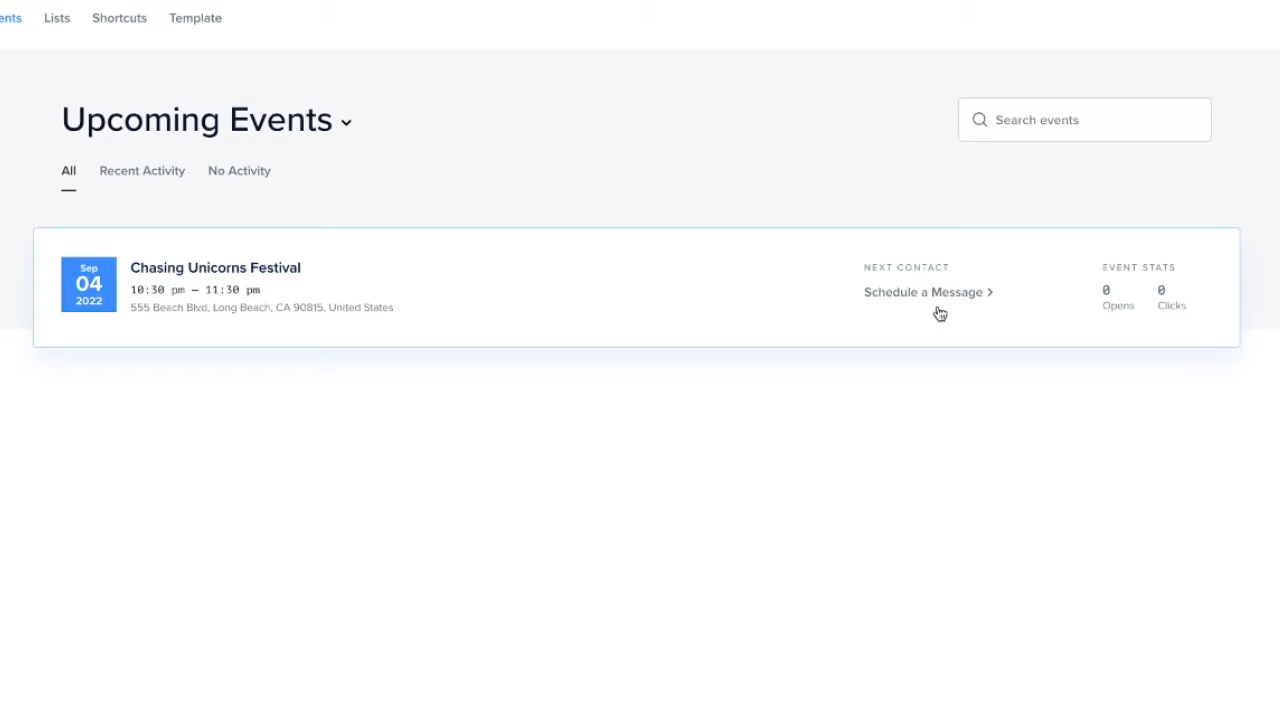 ents Lists Shortcuts Template
Upcoming Events
Search events
All Recent Activity No Activity
Sep
04
2022
Chasing Unicorns Festival
10:30 pm – 11:30 pm
555 Beach Blvd, Long Beach, CA 90815, United States
NEXT CONTACT
Schedule a Message >
EVENT STATS
0 0
Opens Clicks